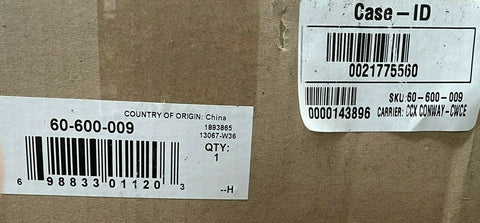 Case-ID
0021775560
SKU: 60-600-009
0000143896 CARRIER: CCX CONWAY-CWCE
COUNTRY OF ORIGIN: China
60-600-009
1893865
13067-W36
QTY:
1
6 98833 01120 3
--H